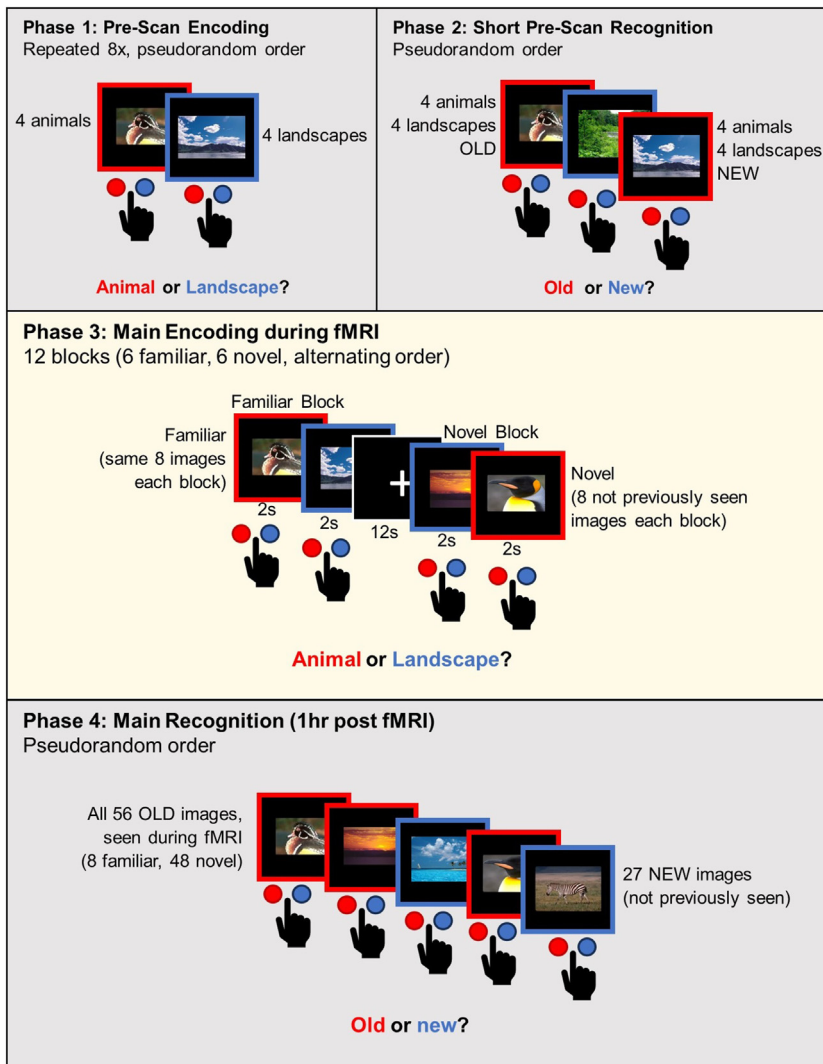 Phase 1: Pre-Scan Encoding
Repeated 8x, pseudorandom order
4 animals
4 landscapes
Animal or Landscape?
Phase 2: Short Pre-Scan Recognition
Pseudorandom order
4 animals
4 landscapes
OLD
4 animals
4 landscapes
NEW
Old or New?
Phase 3: Main Encoding during fMRI
12 blocks (6 familiar, 6 novel, alternating order)
Familiar Block
Familiar
(same 8 images
each block)
Novel Block
Novel
(8 not previously seen
images each block)
2s
2s
12s
2s
2s
Animal or Landscape?
Phase 4: Main Recognition (1hr post fMRI)
Pseudorandom order
All 56 OLD images,
seen during fMRI
(8 familiar, 48 novel)
27 NEW images
(not previously seen)
Old or new?